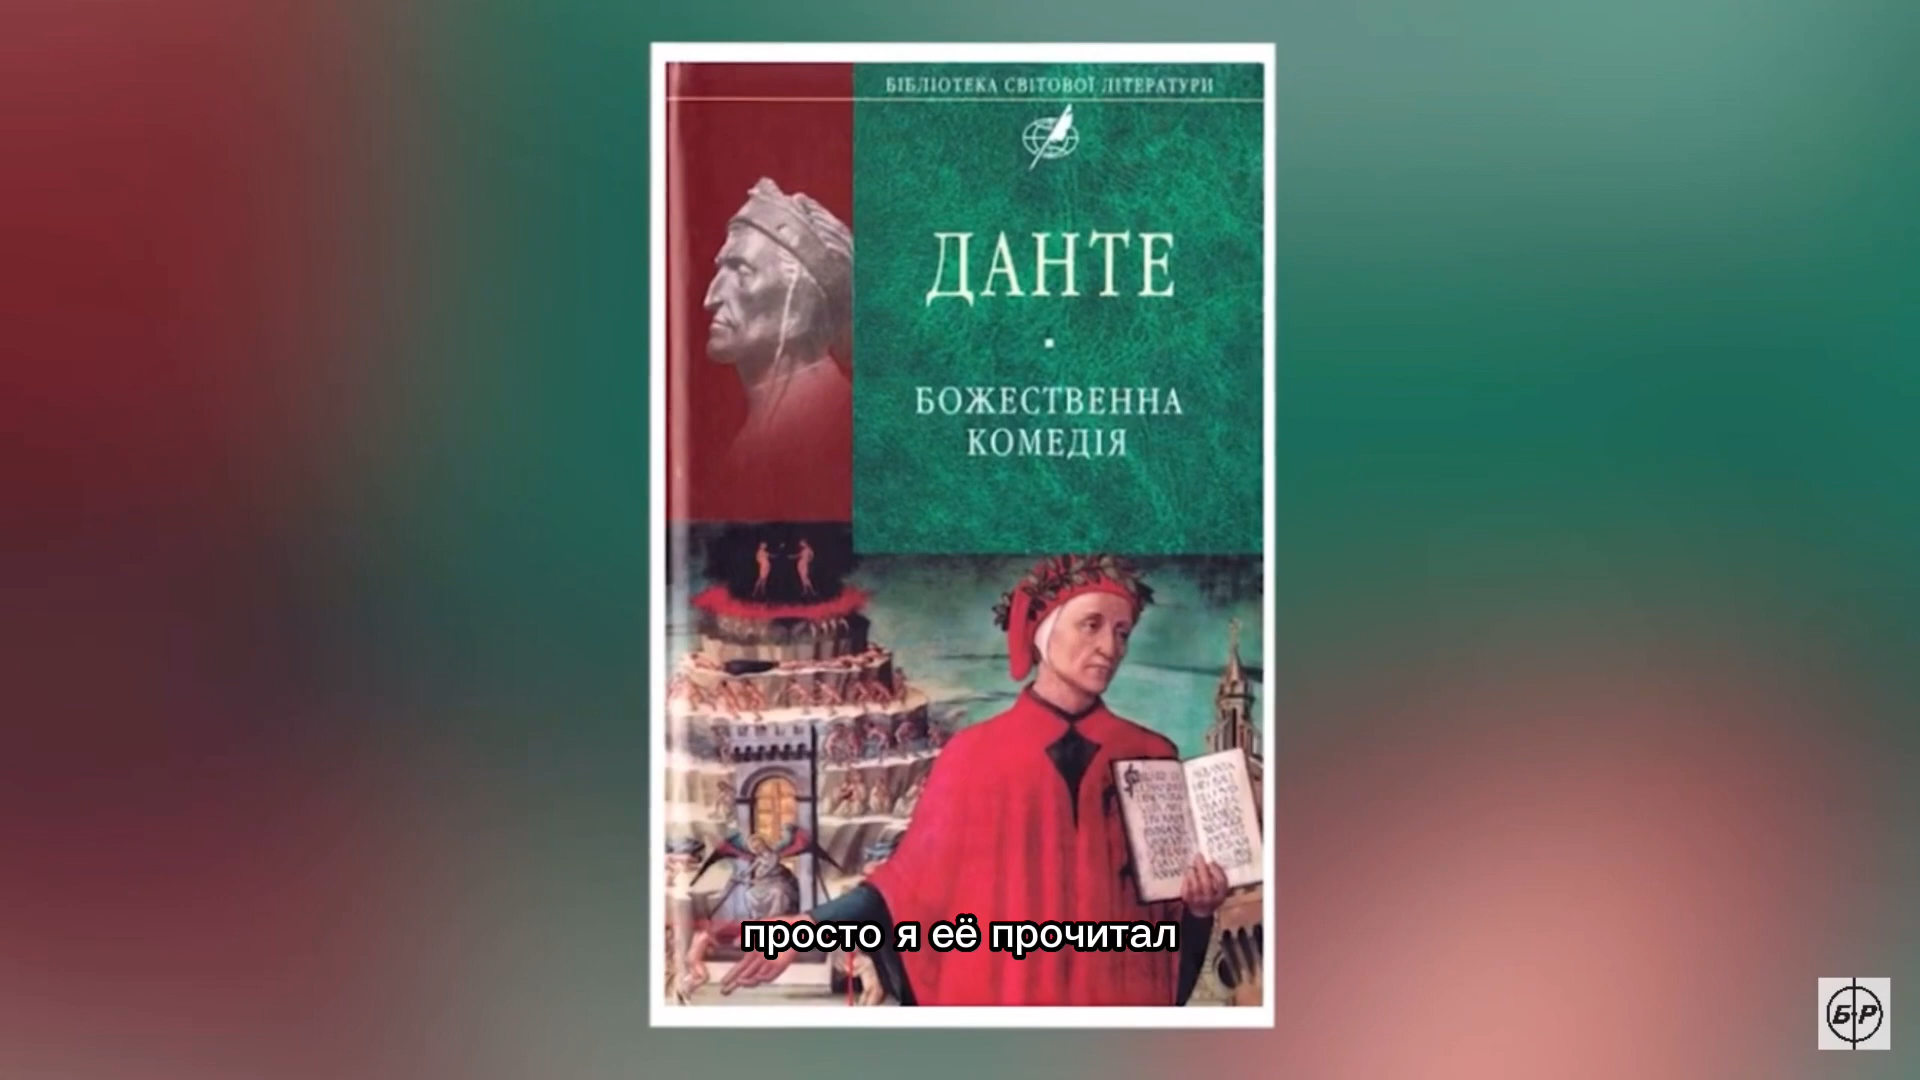 БІБЛІОТЕКА СВІТОВОЇ ЛІТЕРАТУРИ
ДАНТЕ
БОЖЕСТВЕННА
КОМЕДІЯ
просто я её прочитал
Б-Р